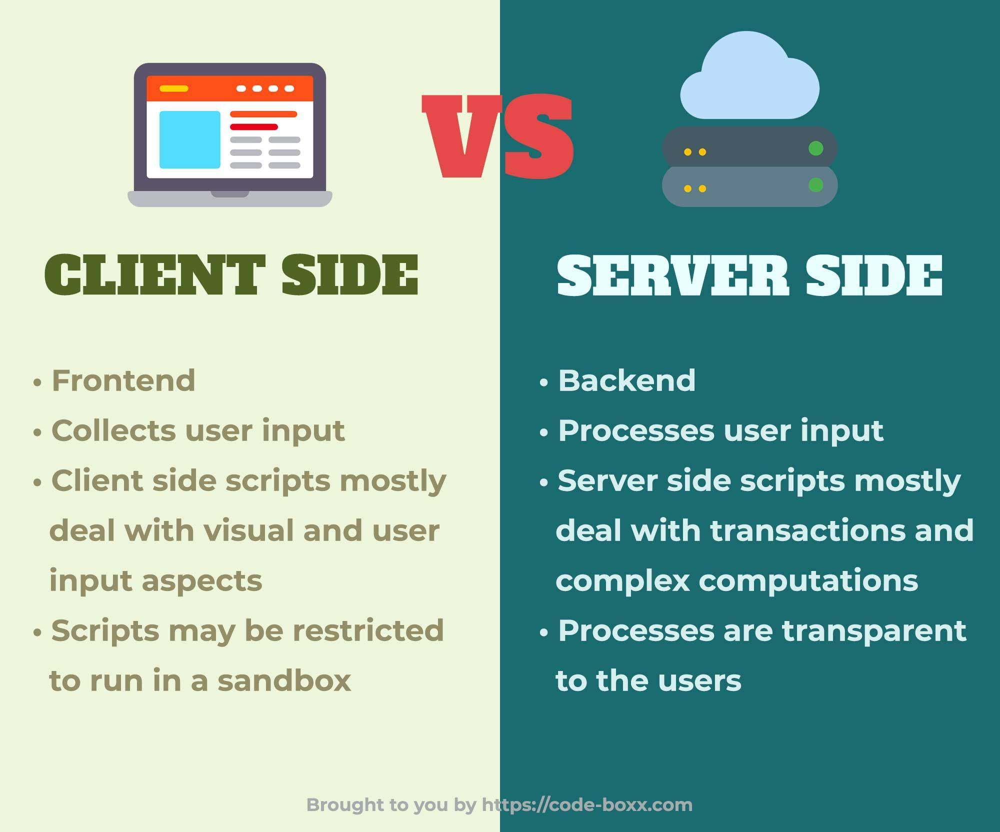 VS
CLIENT SIDE
• Frontend
• Collects user input
• Client side scripts mostly
deal with visual and user
input aspects
• Scripts may be restricted
to run in a sandbox
SERVER SIDE
• Backend
• Processes user input
• Server side scripts mostly
deal with transactions and
complex computations
• Processes are transparent
to the users
Brought to you by https://code-boxx.com